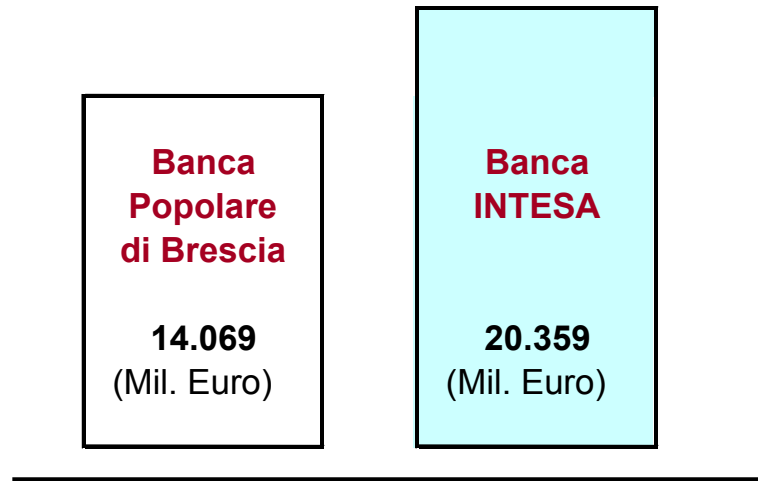 Banca
Popolare
di Brescia
14.069
(Mil. Euro)
Banca
INTESA
20.359
(Mil. Euro)